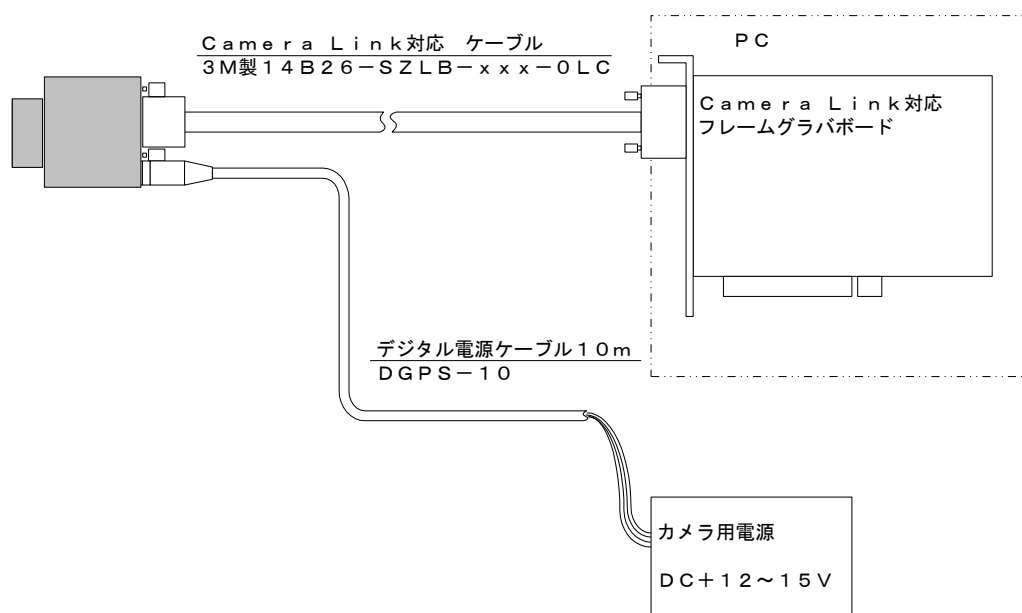 Ｃａｍｅｒａ　Ｌｉｎｋ対応　ケーブル
３Ｍ製１４Ｂ２６－ＳＺＬＢ－ｘｘｘ－０ＬＣ
ＰＣ
Ｃａｍｅｒａ　Ｌｉｎｋ対応
フレームグラバボード
デジタル電源ケーブル１０ｍ
ＤＧＰＳ－１０
カメラ用電源
ＤＣ＋１２～１５Ｖ